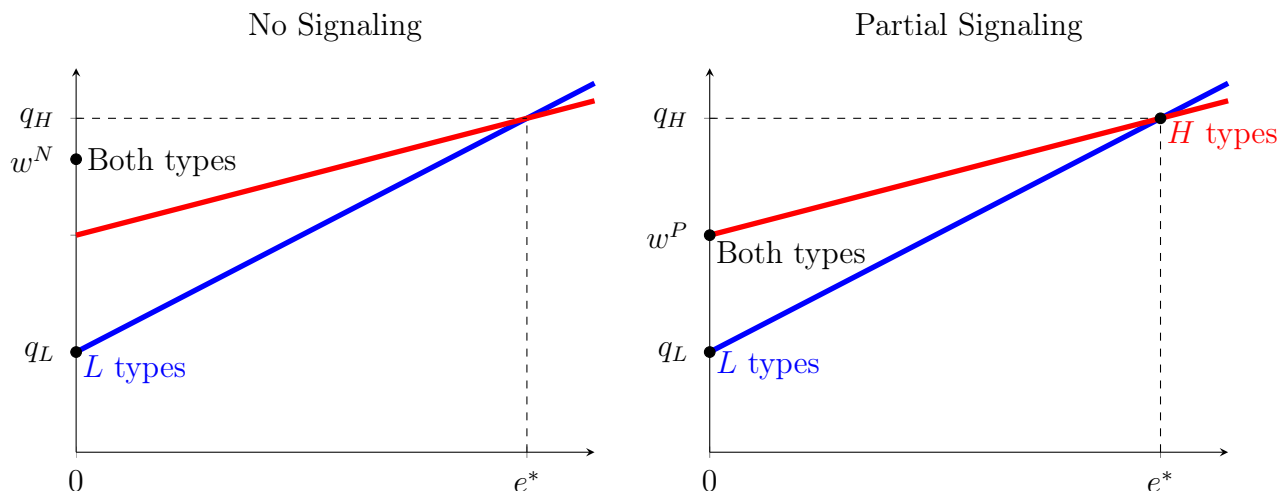 No Signaling
q_H
w^N
Both types
q_L
L types
0
e*
Partial Signaling
q_H
H types
w^P
Both types
q_L
L types
0
e*